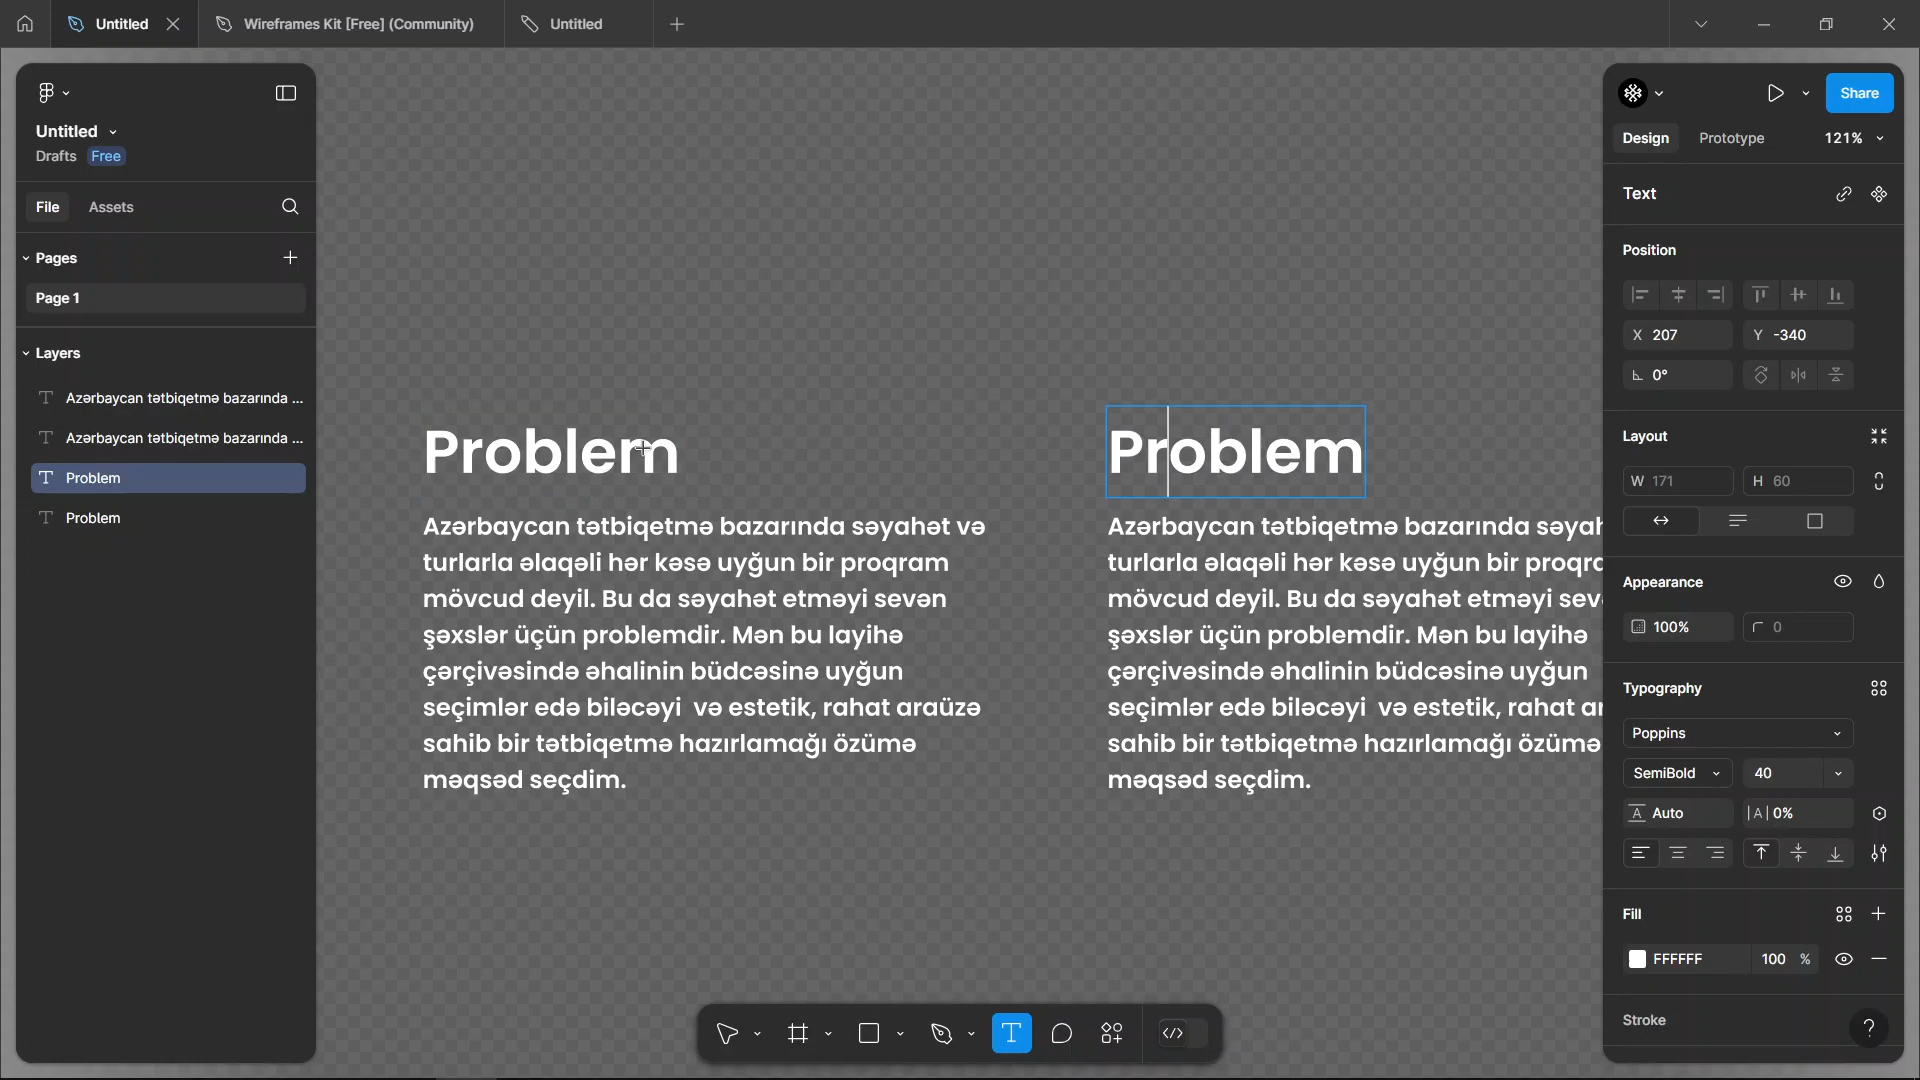 Untitled
Wireframes Kit [Free] (Community)
Untitled
Untitled
Drafts Free
File Assets
Pages
Page 1
Layers
Azərbaycan tətbiqetmə bazarında ...
Azərbaycan tətbiqetmə bazarında ...
Problem
Problem
Problem
Azərbaycan tətbiqetmə bazarında səyahət və
turlarla əlaqəli hər kəsə uyğun bir proqram
mövcud deyil. Bu da səyahət etməyi sevən
şəxslər üçün problemdir. Mən bu layihə
çərçivəsində əhalinin büdcəsinə uyğun
seçimlər edə biləcəyi  və estetik, rahat araüzə
sahib bir tətbiqetmə hazırlamağı özümə
məqsəd seçdim.
Problem
Azərbaycan tətbiqetmə bazarında səyah
turlarla əlaqəli hər kəsə uyğun bir proqra
mövcud deyil. Bu da səyahət etməyi sev
şəxslər üçün problemdir. Mən bu layihə
çərçivəsində əhalinin büdcəsinə uyğun
seçimlər edə biləcəyi  və estetik, rahat ar
sahib bir tətbiqetmə hazırlamağı özümə
məqsəd seçdim.
Share
Design Prototype 121%
Text
Position
X 207 Y -340
0°
Layout
W 171 H 60
Appearance
100% 0
Typography
Poppins
SemiBold 40
Auto |A| 0%
Fill
FFFFFF 100 %
Stroke
?